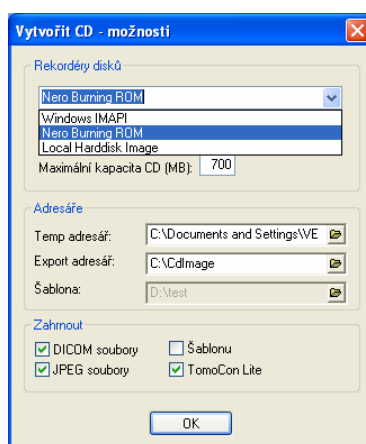 Vytvořit CD - možnosti
Rekordéry disků
Nero Burning ROM
Windows IMAPI
Nero Burning ROM
Local Harddisk Image
Maximální kapacita CD (MB): 700
Adresáře
Temp adresář: C:\Documents and Settings\VE
Export adresář: C:\CdImage
Šablona: D:\test
Zahrnout
DICOM soubory Šablonu
JPEG soubory TomoCon Lite
OK